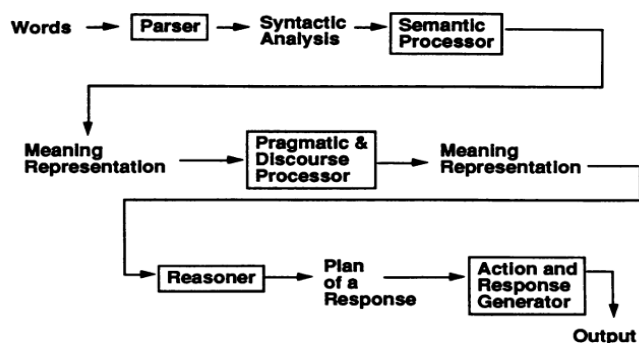 Words
Parser
Syntactic
Analysis
Semantic
Processor
Meaning
Representation
Pragmatic &
Discourse
Processor
Meaning
Representation
Reasoner
Plan
of a
Response
Action and
Response
Generator
Output